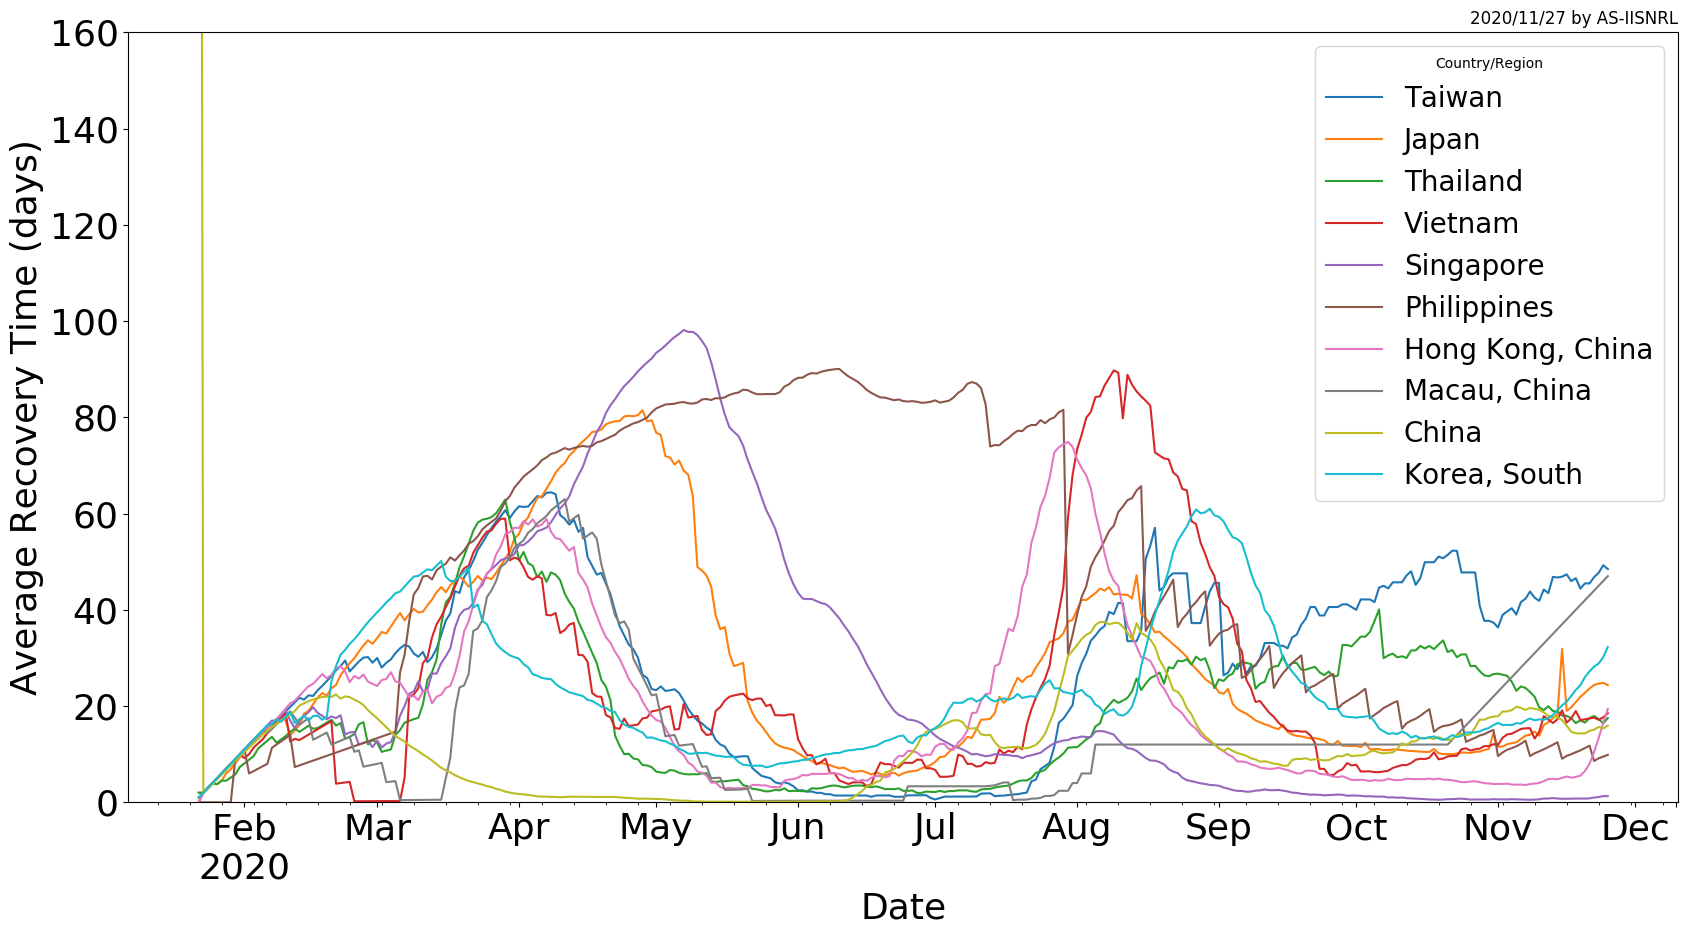 2020/11/27 by AS-IISNRL
Average Recovery Time (days)
160
140
120
100
80
60
40
20
0
Country/Region
Taiwan
Japan
Thailand
Vietnam
Singapore
Philippines
Hong Kong, China
Macau, China
China
Korea, South
Feb Mar Apr May Jun Jul Aug Sep Oct Nov Dec
2020
Date